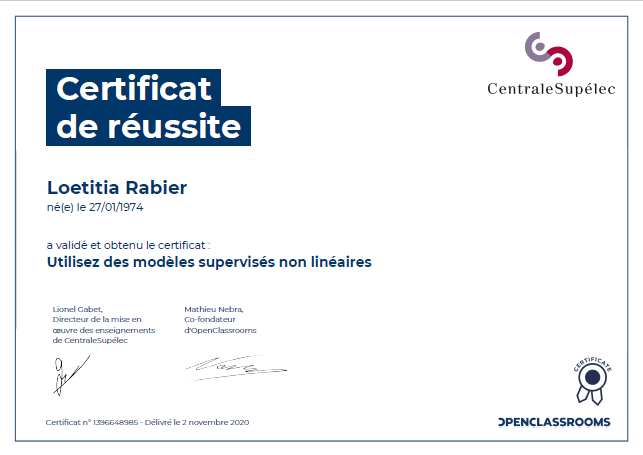 CentraleSupélec
Certificat
de réussite
Loetitia Rabier
né(e) le 27/01/1974
a validé et obtenu le certificat :
Utilisez des modèles supervisés non linéaires
Lionel Gabet,
Directeur de la mise en
œuvre des enseignements
de CentraleSupélec
Mathieu Nebra,
Co-fondateur
d'OpenClassrooms
CERTIFICATE
Certificat n° 1396648985 - Délivré le 2 novembre 2020
OPENCLASSROOMS